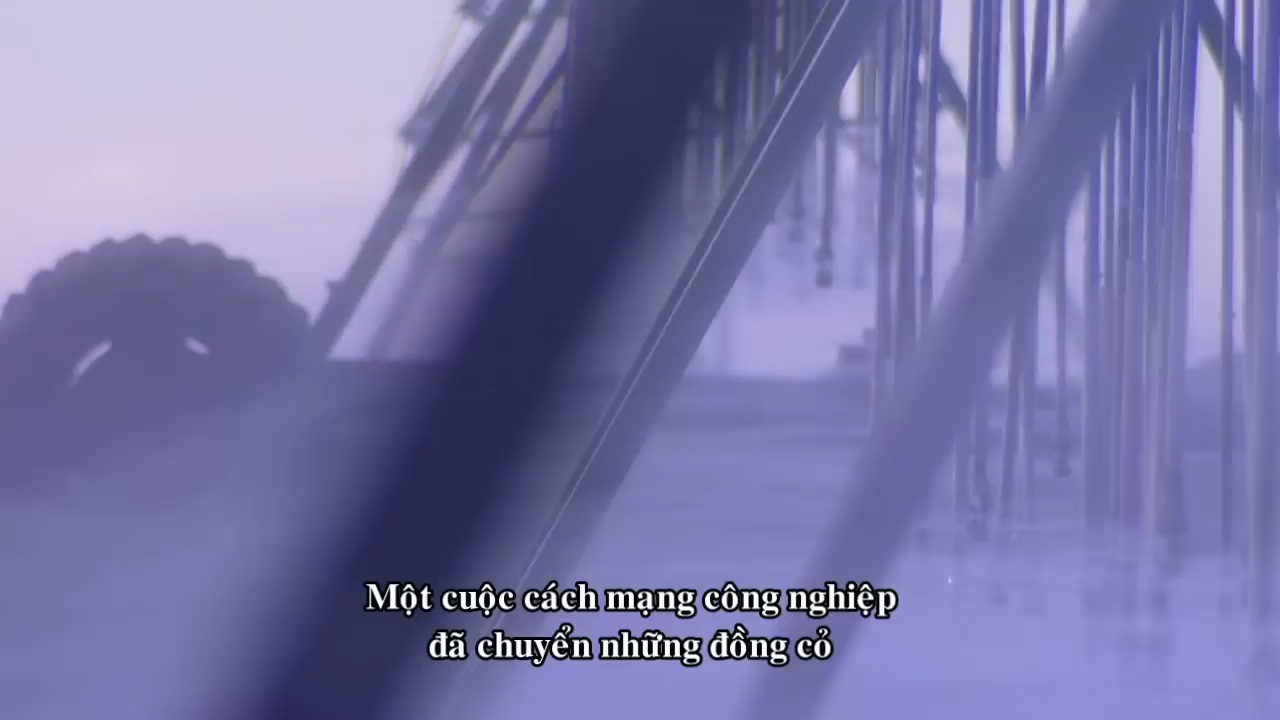 Một cuộc cách mạng công nghiệp
đã chuyển những đồng cỏ